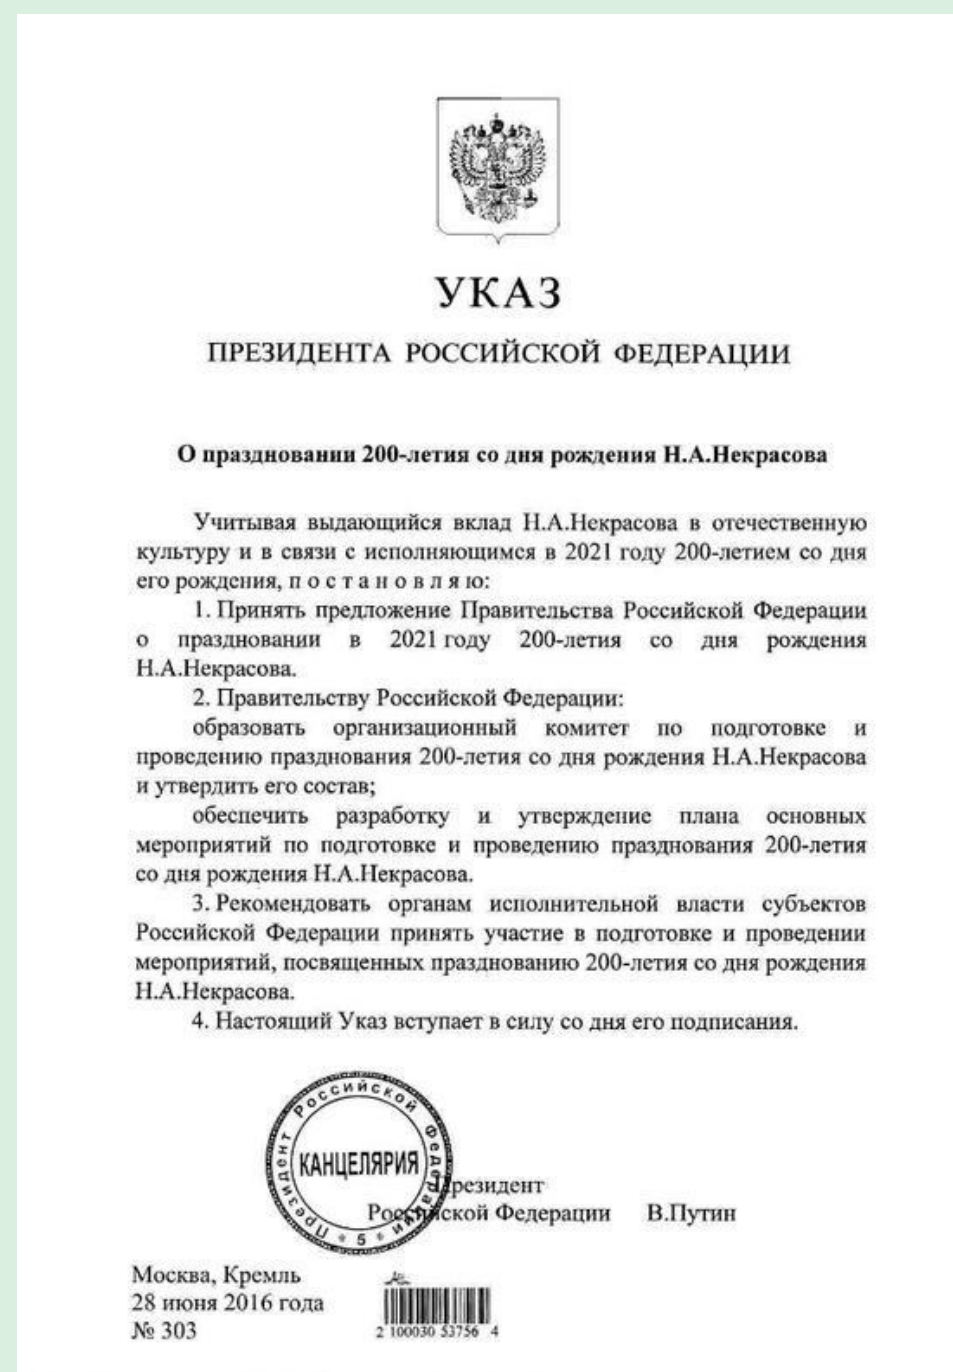 УКАЗ
ПРЕЗИДЕНТА РОССИЙСКОЙ ФЕДЕРАЦИИ
О праздновании 200-летия со дня рождения Н.А.Некрасова
Учитывая выдающийся вклад Н.А.Некрасова в отечественную
культуру и в связи с исполняющимся в 2021 году 200-летием со дня
его рождения, п о с т а н о в л я ю:
1. Принять предложение Правительства Российской Федерации
о праздновании в 2021 году 200-летия со дня рождения
Н.А.Некрасова.
2. Правительству Российской Федерации:
образовать организационный комитет по подготовке и
проведению празднования 200-летия со дня рождения Н.А.Некрасова
и утвердить его состав;
обеспечить разработку и утверждение плана основных
мероприятий по подготовке и проведению празднования 200-летия
со дня рождения Н.А.Некрасова.
3. Рекомендовать органам исполнительной власти субъектов
Российской Федерации принять участие в подготовке и проведении
мероприятий, посвященных празднованию 200-летия со дня рождения
Н.А.Некрасова.
4. Настоящий Указ вступает в силу со дня его подписания.
Президент Российской Федерации
* 5 *
КАНЦЕЛЯРИЯ
Президент
Российской Федерации В.Путин
Москва, Кремль
28 июня 2016 года
№ 303
2 100030 53756 4